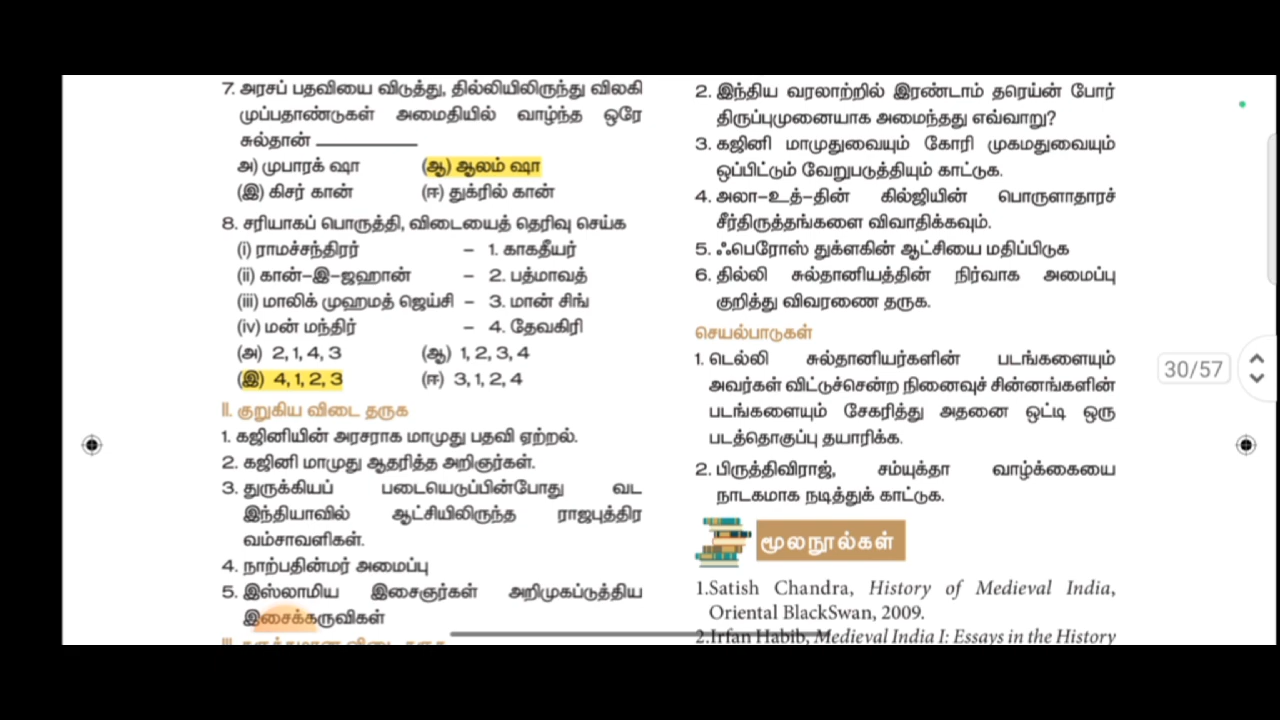 7. அரசப் பதவியை விடுத்து, தில்லியிலிருந்து விலகி
முப்பதாண்டுகள் அமைதியில் வாழ்ந்த ஒரே
சுல்தான் __________
அ) முபாரக் ஷா (ஆ) ஆலம் ஷா
(இ) கிசர் கான் (ஈ) துக்ரில் கான்
8. சரியாகப் பொருத்தி, விடையைத் தெரிவு செய்க
(i) ராமச்சந்திரர் – 1. காகதீயர்
(ii) கான்–இ–ஜஹான் – 2. பத்மாவத்
(iii) மாலிக் முஹமத் ஜெய்சி – 3. மான் சிங்
(iv) மன் மந்திர் – 4. தேவகிரி
(அ) 2, 1, 4, 3 (ஆ) 1, 2, 3, 4
(இ) 4, 1, 2, 3 (ஈ) 3, 1, 2, 4
II. குறுகிய விடை தருக
1. கஜினியின் அரசராக மாமுது பதவி ஏற்றல்.
2. கஜினி மாமுது ஆதரித்த அறிஞர்கள்.
3. துருக்கியப் படையெடுப்பின்போது வட
இந்தியாவில் ஆட்சியிலிருந்த ராஜபுத்திர
வம்சாவளிகள்.
4. நாற்பதின்மர் அமைப்பு
5. இஸ்லாமிய இசைஞர்கள் அறிமுகப்படுத்திய
இசைக்கருவிகள்
2. இந்திய வரலாற்றில் இரண்டாம் தரெய்ன் போர்
திருப்புமுனையாக அமைந்தது எவ்வாறு?
3. கஜினி மாமுதுவையும் கோரி முகமதுவையும்
ஒப்பிட்டும் வேறுபடுத்தியும் காட்டுக.
4. அலா–உத்–தின் கில்ஜியின் பொருளாதாரச்
சீர்திருத்தங்களை விவாதிக்கவும்.
5. ஃபெரோஸ் துக்ளகின் ஆட்சியை மதிப்பிடுக
6. தில்லி சுல்தானியத்தின் நிர்வாக அமைப்பு
குறித்து விவரணை தருக.
செயல்பாடுகள்
1. டெல்லி சுல்தானியர்களின் படங்களையும்
அவர்கள் விட்டுச்சென்ற நினைவுச் சின்னங்களின்
படங்களையும் சேகரித்து அதனை ஒட்டி ஒரு
படத்தொகுப்பு தயாரிக்க.
2. பிருத்திவிராஜ், சம்யுக்தா வாழ்க்கையை
நாடகமாக நடித்துக் காட்டுக.
மூலநூல்கள்
1.Satish Chandra, History of Medieval India,
Oriental BlackSwan, 2009.
2.Irfan Habib, Medieval India I: Essays in the History
30/57